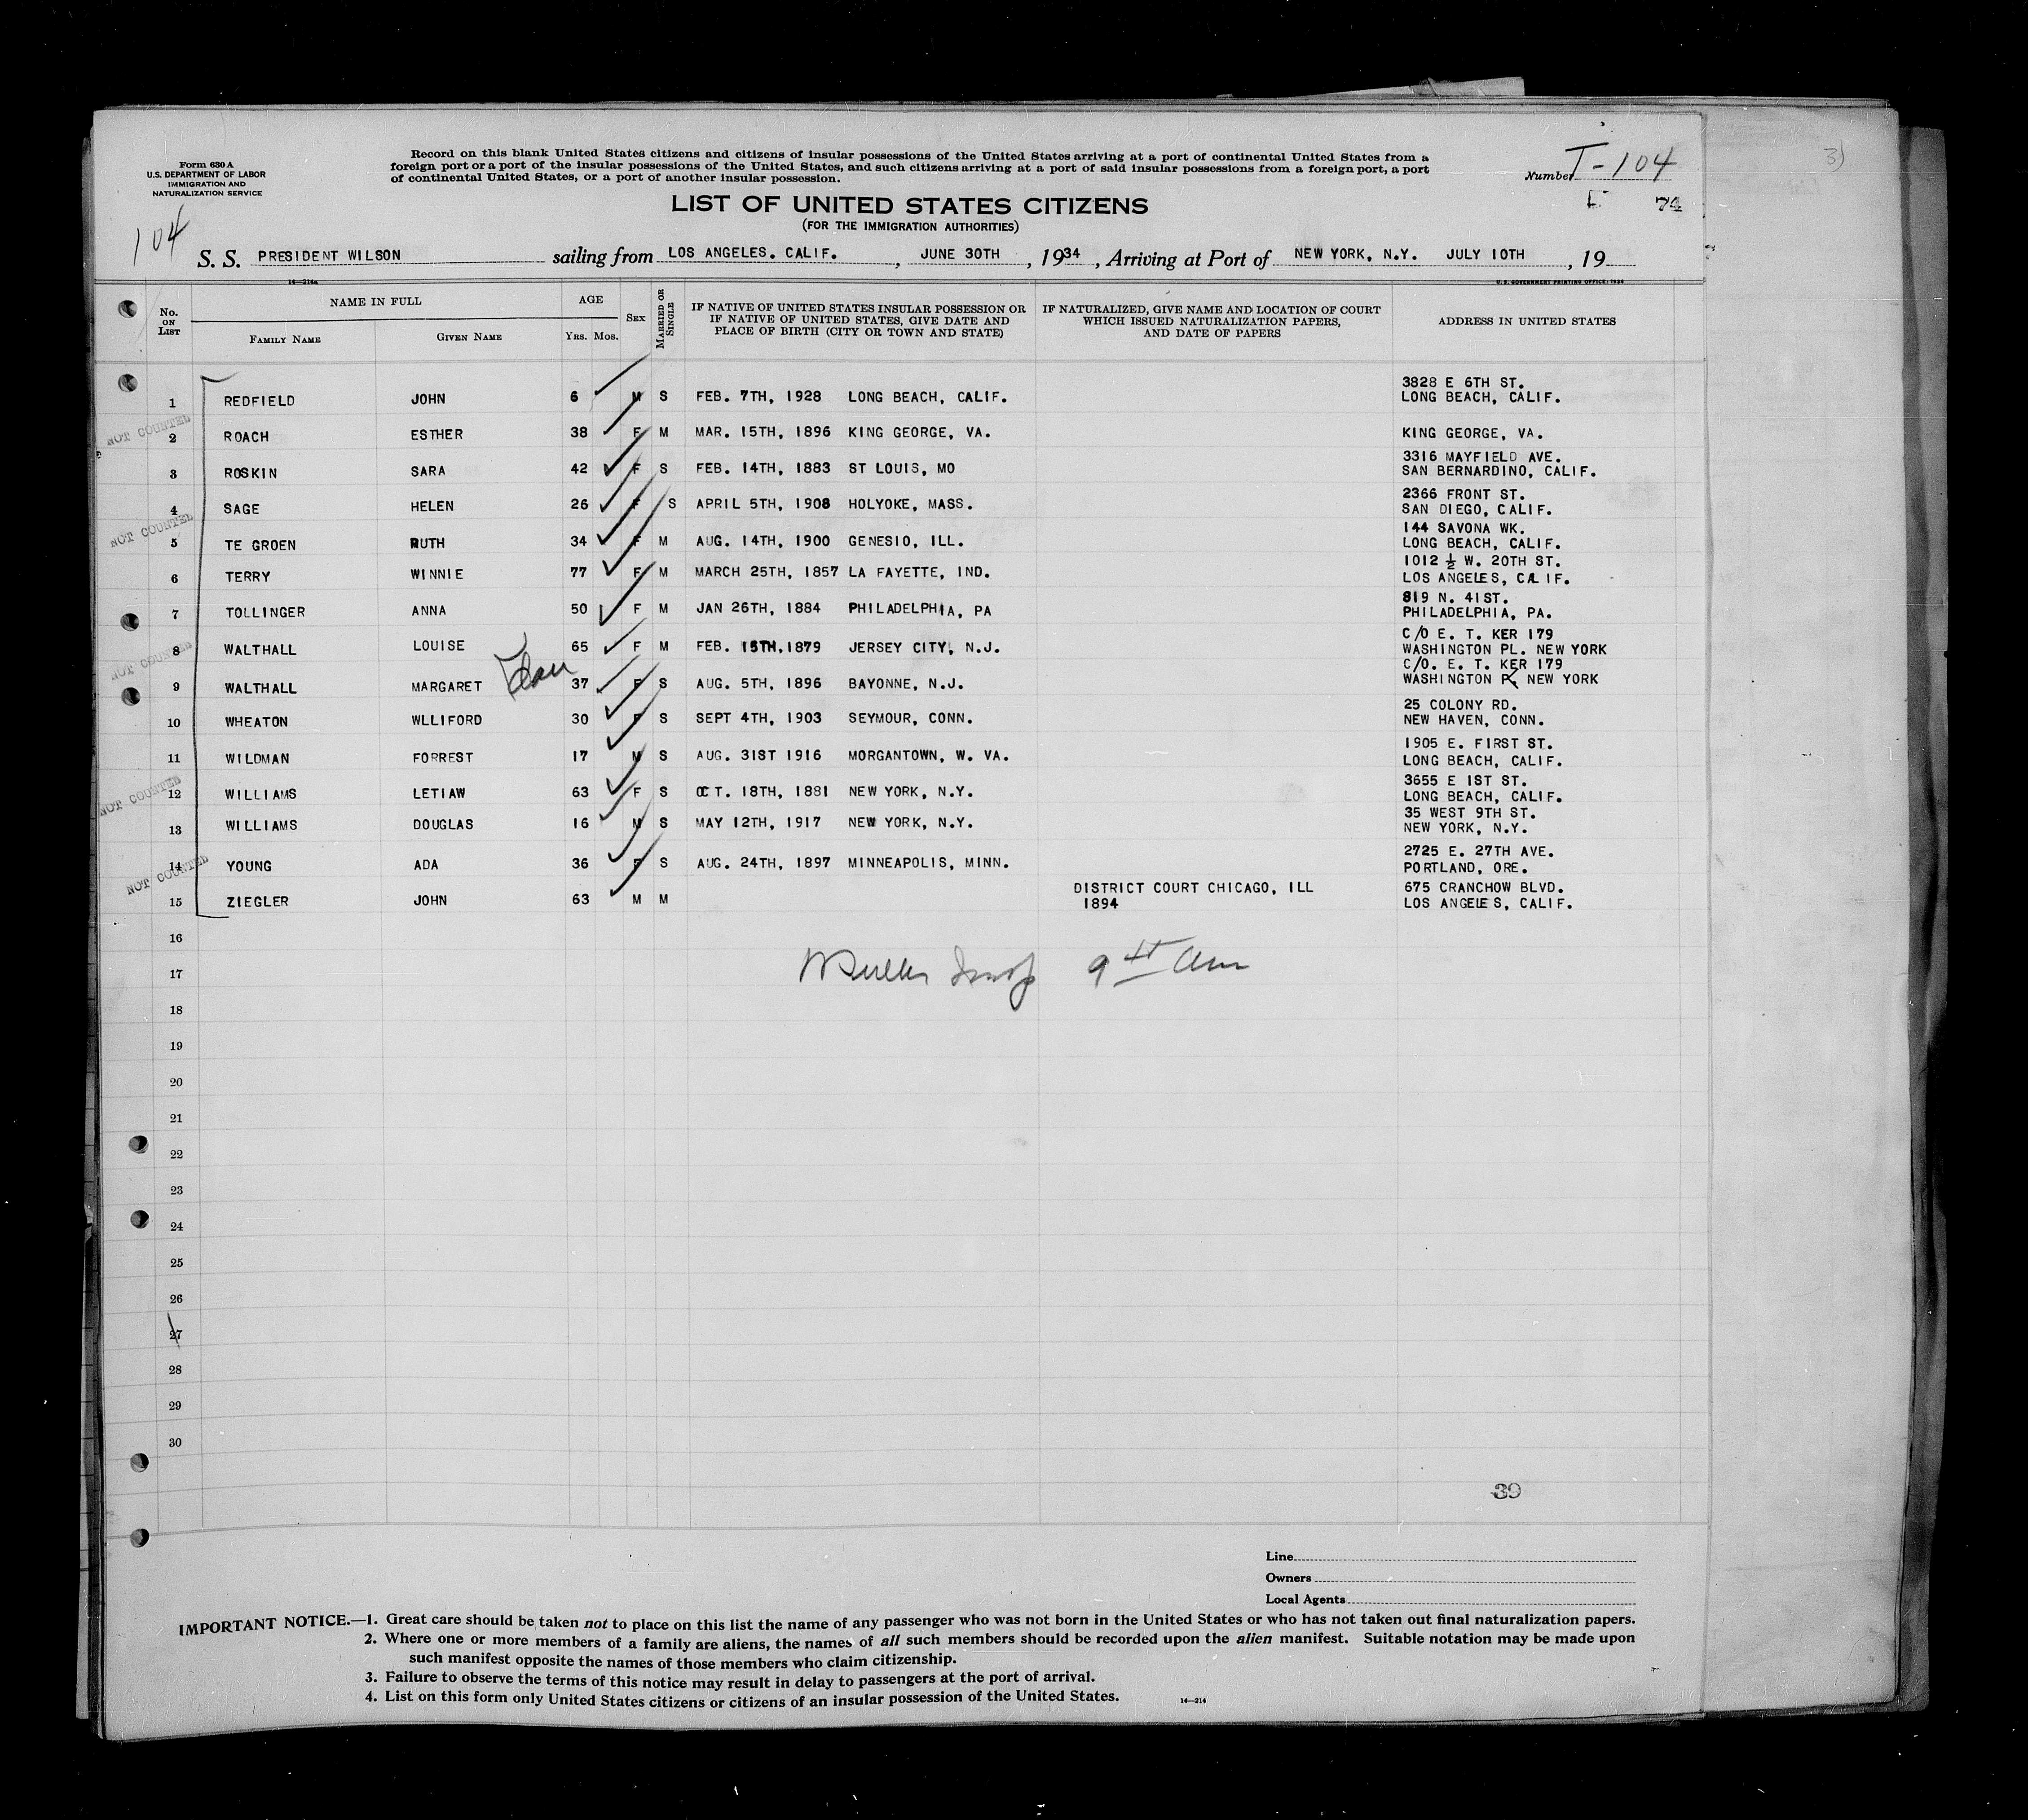 Form 630 A
U.S. DEPARTMENT OF LABOR
IMMIGRATION AND
NATURALIZATION SERVICE
Record on this blank United States citizens and citizens of insular possessions of the United States arriving at a port of continental United States from a
foreign port or a port of the insular possessions of the United States, and such citizens arriving at a port of said insular possessions from a foreign port, a port
of continental United States, or a port of another insular possession.
Number T-104
74
LIST OF UNITED STATES CITIZENS
(FOR THE IMMIGRATION AUTHORITIES)
104
S. S. PRESIDENT WILSON sailing from LOS ANGELES. CALIF. , JUNE 30TH , 1934 , Arriving at Port of NEW YORK, N.Y. JULY 10TH , 19
14—214a
U. S. GOVERNMENT PRINTING OFFICE: 1934
No. ON LIST
NAME IN FULL
FAMILY NAME
GIVEN NAME
AGE
YRS. MOS.
SEX
MARRIED OR SINGLE
IF NATIVE OF UNITED STATES INSULAR POSSESSION OR
IF NATIVE OF UNITED STATES, GIVE DATE AND
PLACE OF BIRTH (CITY OR TOWN AND STATE)
IF NATURALIZED, GIVE NAME AND LOCATION OF COURT
WHICH ISSUED NATURALIZATION PAPERS,
AND DATE OF PAPERS
ADDRESS IN UNITED STATES
3828 E 6TH ST.
1 REDFIELD JOHN 6 M S FEB. 7TH, 1928 LONG BEACH, CALIF. LONG BEACH, CALIF.
NOT COUNTED
2 ROACH ESTHER 38 F M MAR. 15TH, 1896 KING GEORGE, VA. KING GEORGE, VA.
3316 MAYFIELD AVE.
3 ROSKIN SARA 42 F S FEB. 14TH, 1883 ST LOUIS, MO SAN BERNARDINO, CALIF.
2366 FRONT ST.
4 SAGE HELEN 26 F S APRIL 5TH, 1908 HOLYOKE, MASS. SAN DIEGO, CALIF.
NOT COUNTED
144 SAVONA WK.
5 TE GROEN RUTH 34 F M AUG. 14TH, 1900 GENESIO, ILL. LONG BEACH, CALIF.
1012 ½ W. 20TH ST.
6 TERRY WINNIE 77 F M MARCH 25TH, 1857 LA FAYETTE, IND. LOS ANGELES, CALIF.
819 N. 41ST.
7 TOLLINGER ANNA 50 F M JAN 26TH, 1884 PHILADELPHIA, PA PHILADELPHIA, PA.
C/O E. T. KER 179
8 WALTHALL LOUISE 65 F M FEB. 15TH,1879 JERSEY CITY, N.J. WASHINGTON PL. NEW YORK
NOT COUNTED
C/O. E. T. KER 179
9 WALTHALL MARGARET 37 F S AUG. 5TH, 1896 BAYONNE, N.J. WASHINGTON PL NEW YORK
25 COLONY RD.
10 WHEATON WLLIFORD 30 F S SEPT 4TH, 1903 SEYMOUR, CONN. NEW HAVEN, CONN.
1905 E. FIRST ST.
11 WILDMAN FORREST 17 M S AUG. 31ST 1916 MORGANTOWN, W. VA. LONG BEACH, CALIF.
3655 E 1ST ST.
12 WILLIAMS LETIAW 63 F S OCT. 18TH, 1881 NEW YORK, N.Y. LONG BEACH, CALIF.
NOT COUNTED
35 WEST 9TH ST.
13 WILLIAMS DOUGLAS 16 M S MAY 12TH, 1917 NEW YORK, N.Y. NEW YORK, N.Y.
2725 E. 27TH AVE.
14 YOUNG ADA 36 F S AUG. 24TH, 1897 MINNEAPOLIS, MINN. PORTLAND, ORE.
NOT COUNTED
DISTRICT COURT CHICAGO, ILL 675 CRANCHOW BLVD.
15 ZIEGLER JOHN 63 M M 1894 LOS ANGELES, CALIF.
16
17 9th
18
19
20
21
22
23
24
25
26
27
28
29
30
39
Line
Owners
Local Agents
IMPORTANT NOTICE.—1. Great care should be taken not to place on this list the name of any passenger who was not born in the United States or who has not taken out final naturalization papers.
2. Where one or more members of a family are aliens, the names of all such members should be recorded upon the alien manifest. Suitable notation may be made upon
such manifest opposite the names of those members who claim citizenship.
3. Failure to observe the terms of this notice may result in delay to passengers at the port of arrival.
4. List on this form only United States citizens or citizens of an insular possession of the United States.
14—214